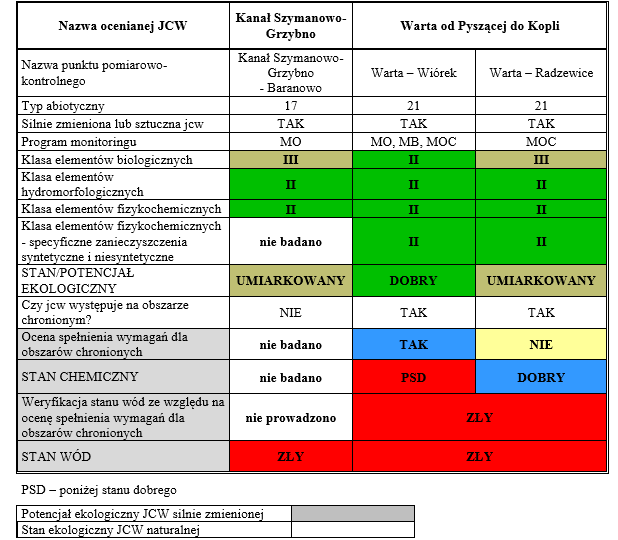 Nazwa ocenianej JCW
Kanał Szymanowo-
Grzybno
Warta od Pyszącej do Kopli
Nazwa punktu pomiarowo-
kontrolnego
Kanał Szymanowo-
Grzybno
- Baranowo
Warta – Wiórek
Warta – Radzewice
Typ abiotyczny
17
21
21
Silnie zmieniona lub sztuczna jcw
TAK
TAK
TAK
Program monitoringu
MO
MO, MB, MOC
MOC
Klasa elementów biologicznych
III
II
III
Klasa elementów
hydromorfologicznych
II
II
II
Klasa elementów fizykochemicznych
II
II
II
Klasa elementów fizykochemicznych
- specyficzne zanieczyszczenia
syntetyczne i niesyntetyczne
nie badano
II
II
STAN/POTENCJAŁ
EKOLOGICZNY
UMIARKOWANY
DOBRY
UMIARKOWANY
Czy jcw występuje na obszarze
chronionym?
NIE
TAK
TAK
Ocena spełnienia wymagań dla
obszarów chronionych
nie badano
TAK
NIE
STAN CHEMICZNY
nie badano
PSD
DOBRY
Weryfikacja stanu wód ze względu na
ocenę spełnienia wymagań dla
obszarów chronionych
nie prowadzono
ZŁY
STAN WÓD
ZŁY
ZŁY
PSD – poniżej stanu dobrego
Potencjał ekologiczny JCW silnie zmienionej
Stan ekologiczny JCW naturalnej